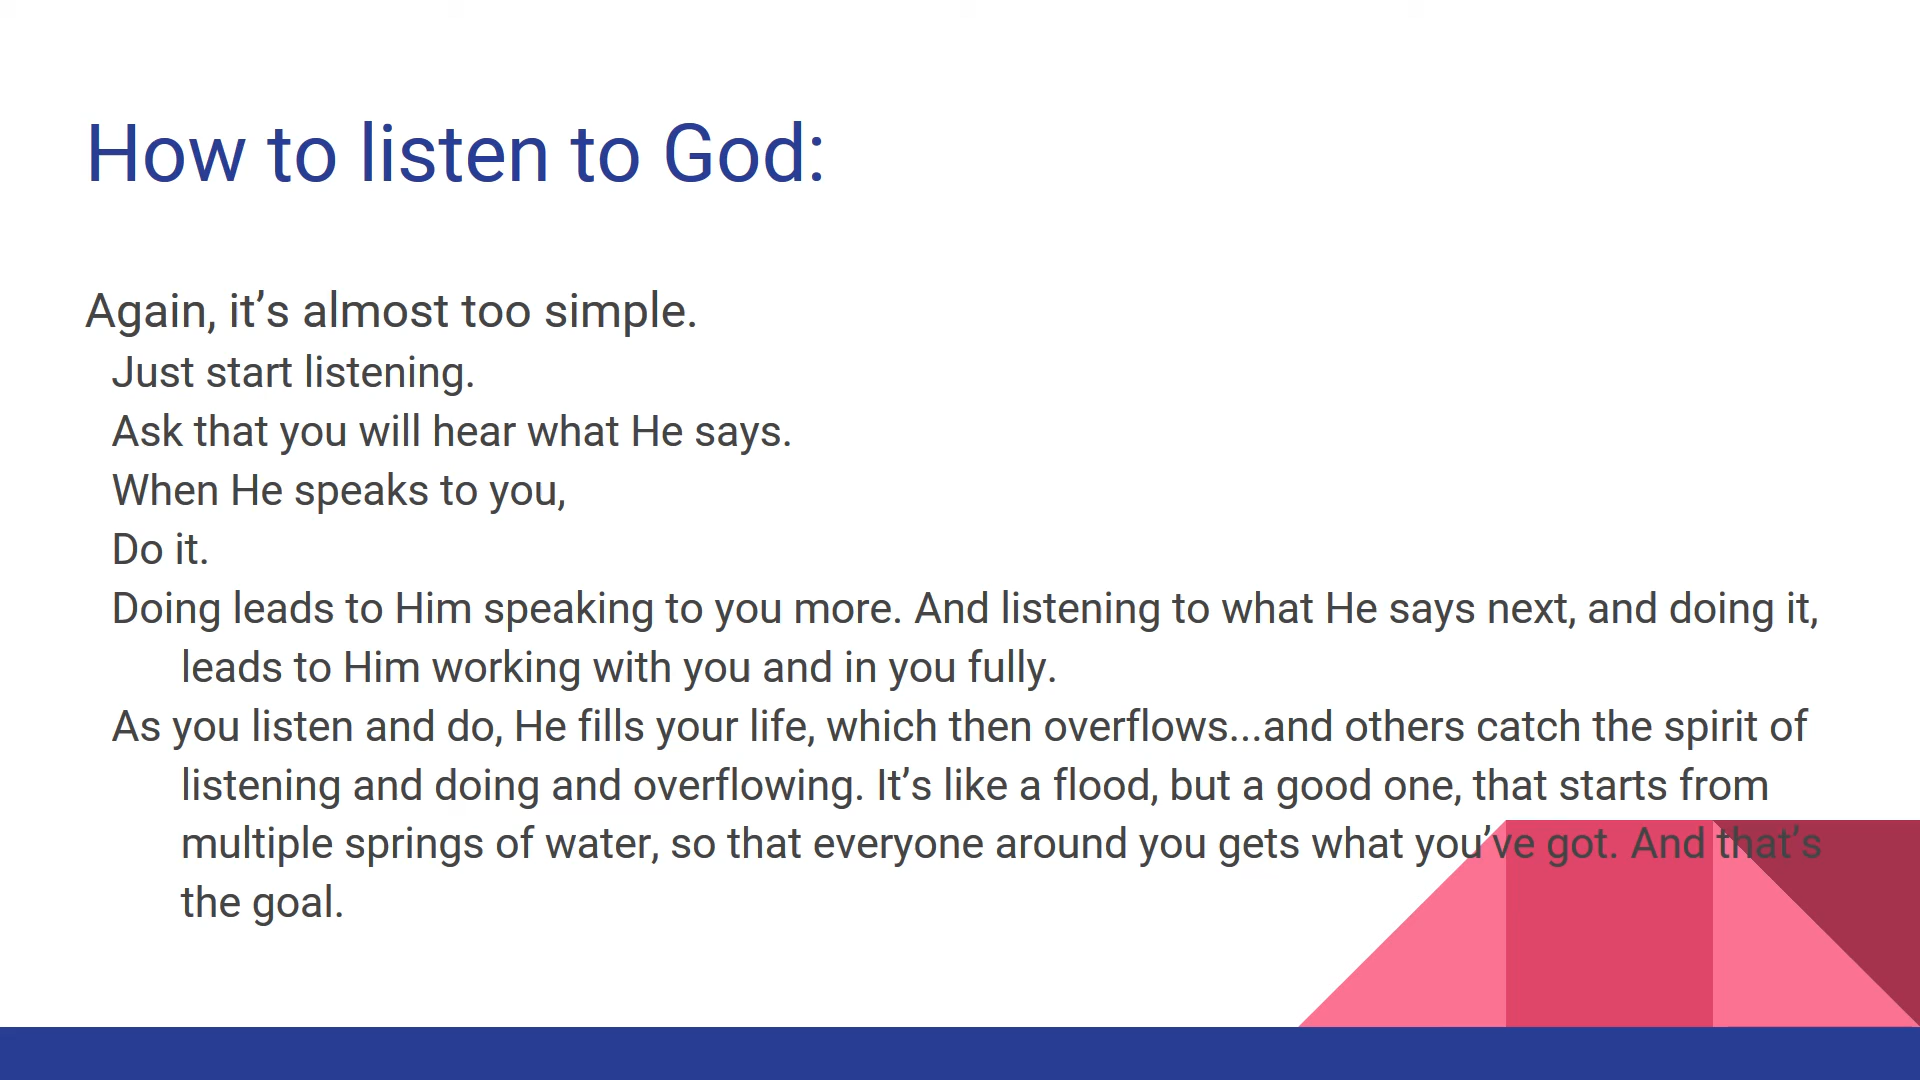 How to listen to God:
Again, it’s almost too simple.
Just start listening.
Ask that you will hear what He says.
When He speaks to you,
Do it.
Doing leads to Him speaking to you more. And listening to what He says next, and doing it,
leads to Him working with you and in you fully.
As you listen and do, He fills your life, which then overflows...and others catch the spirit of
listening and doing and overflowing. It’s like a flood, but a good one, that starts from
multiple springs of water, so that everyone around you gets what you’ve got. And that’s
the goal.